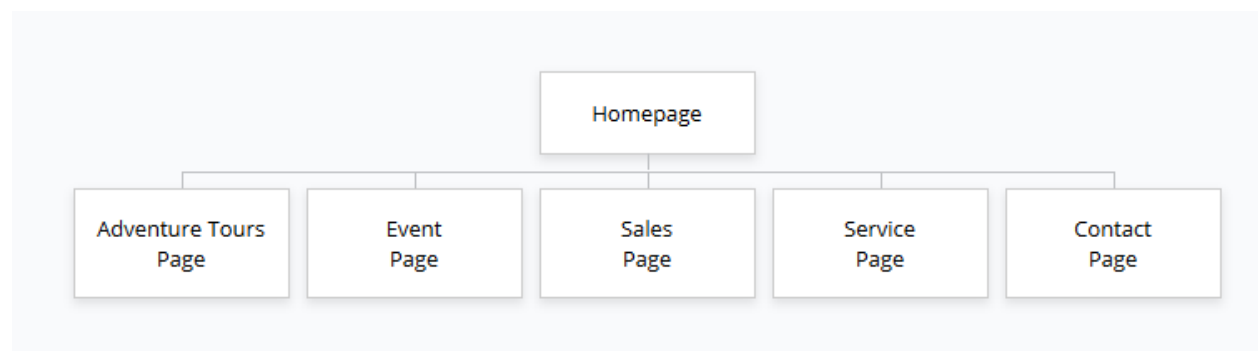 Homepage
Adventure Tours
Page
Event
Page
Sales
Page
Service
Page
Contact
Page